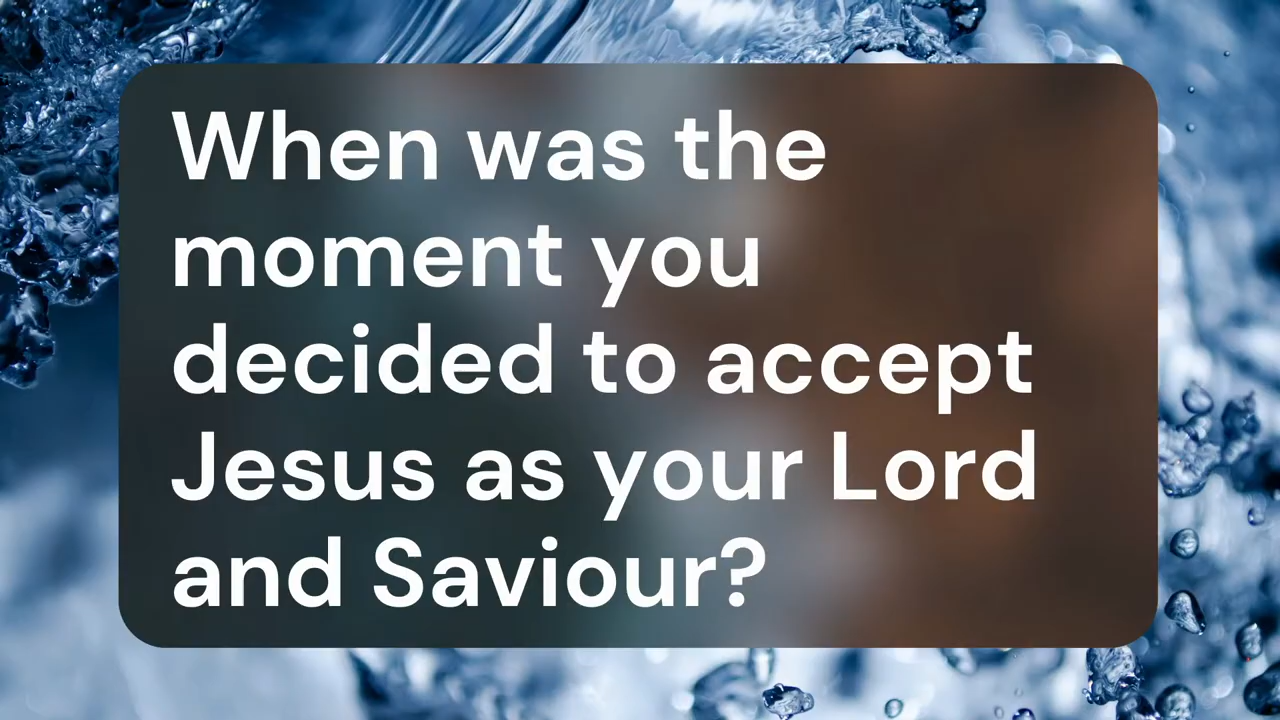 When was the
moment you
decided to accept
Jesus as your Lord
and Saviour?